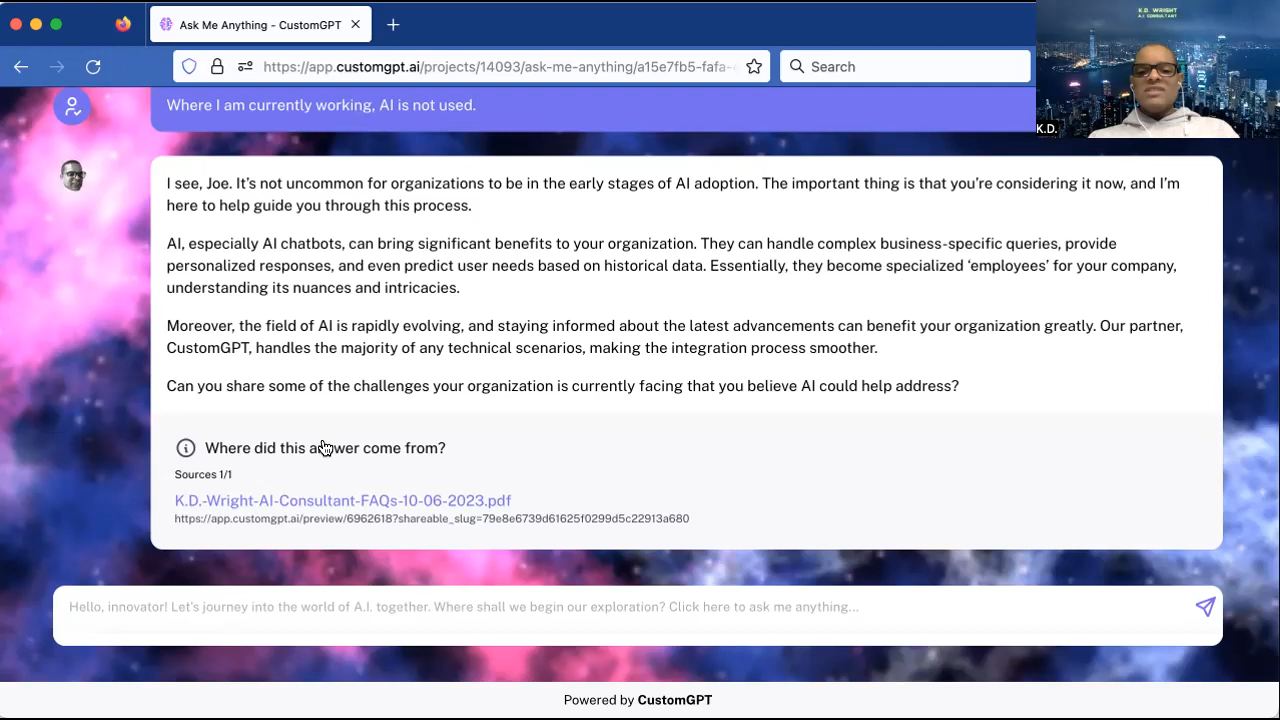 Ask Me Anything - CustomGPT
https://app.customgpt.ai/projects/14093/ask-me-anything/a15e7fb5-fafa-
Search
K.D. WRIGHT
A.I. CONSULTANT
K.D.
Where I am currently working, AI is not used.
I see, Joe. It’s not uncommon for organizations to be in the early stages of AI adoption. The important thing is that you’re considering it now, and I’m
here to help guide you through this process.
AI, especially AI chatbots, can bring significant benefits to your organization. They can handle complex business-specific queries, provide
personalized responses, and even predict user needs based on historical data. Essentially, they become specialized ‘employees’ for your company,
understanding its nuances and intricacies.
Moreover, the field of AI is rapidly evolving, and staying informed about the latest advancements can benefit your organization greatly. Our partner,
CustomGPT, handles the majority of any technical scenarios, making the integration process smoother.
Can you share some of the challenges your organization is currently facing that you believe AI could help address?
Where did this answer come from?
Sources 1/1
K.D.-Wright-AI-Consultant-FAQs-10-06-2023.pdf
https://app.customgpt.ai/preview/6962618?shareable_slug=79e8e6739d61625f0299d5c22913a680
Hello, innovator! Let's journey into the world of A.I. together. Where shall we begin our exploration? Click here to ask me anything...
Powered by CustomGPT